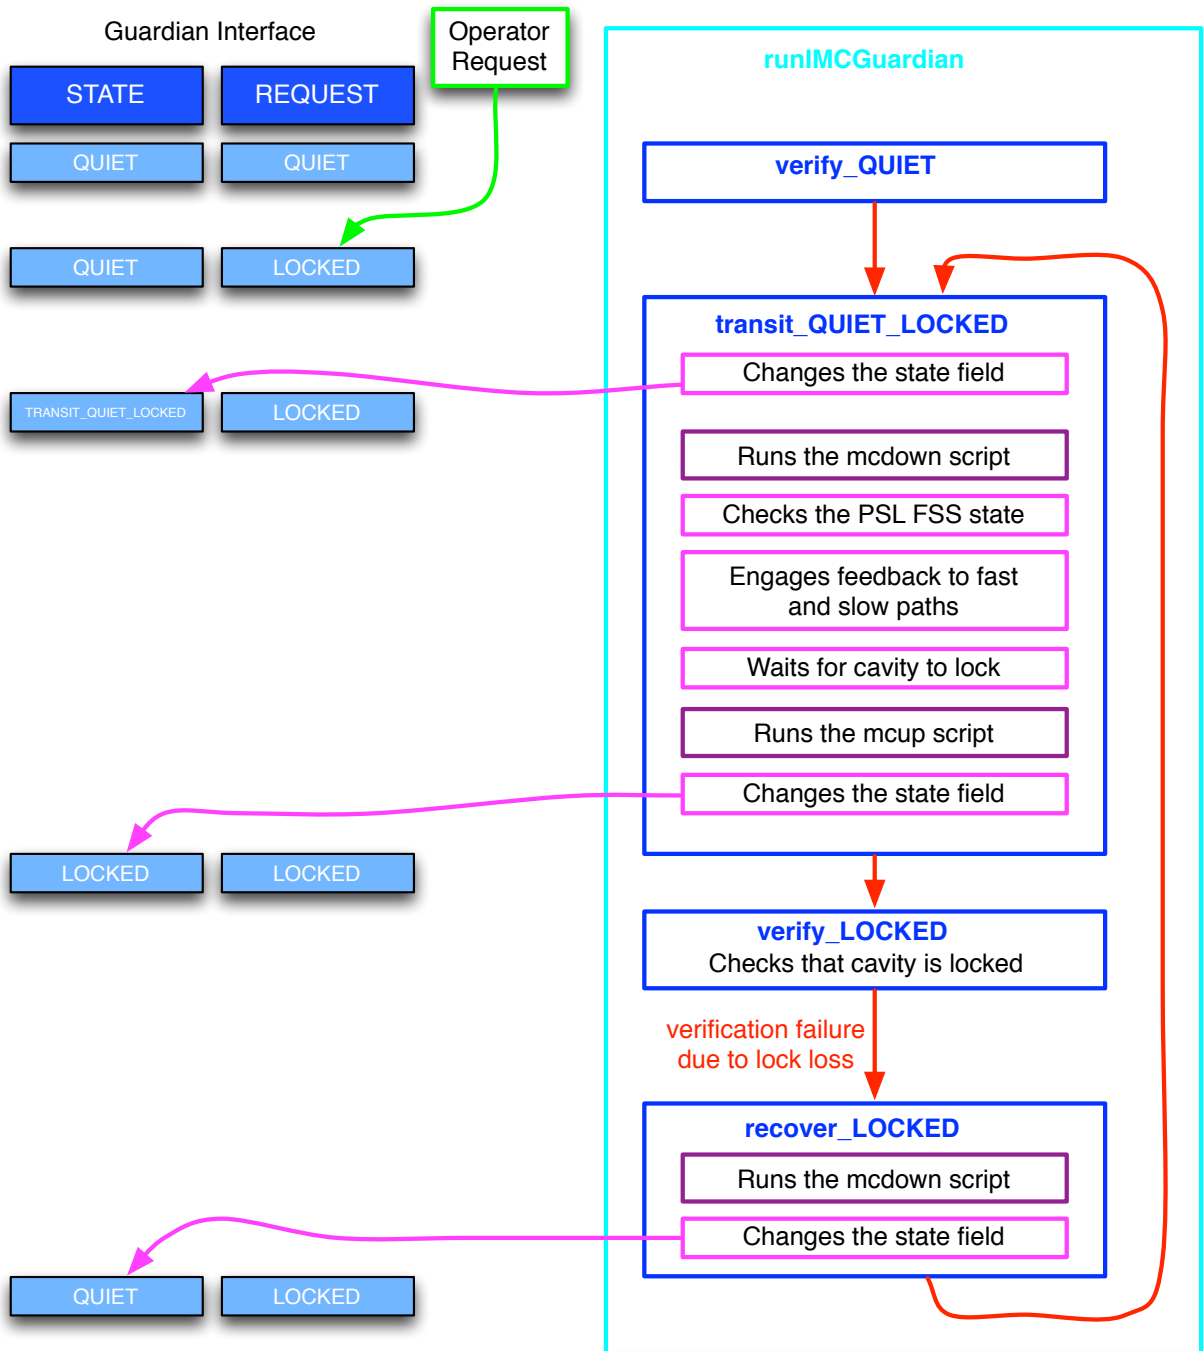 Guardian Interface
Operator
Request
STATE
REQUEST
QUIET
QUIET
QUIET
LOCKED
TRANSIT_QUIET_LOCKED
LOCKED
LOCKED
LOCKED
QUIET
LOCKED
runIMCGuardian
verify_QUIET
transit_QUIET_LOCKED
Changes the state field
Runs the mcdown script
Checks the PSL FSS state
Engages feedback to fast
and slow paths
Waits for cavity to lock
Runs the mcup script
Changes the state field
verify_LOCKED
Checks that cavity is locked
verification failure
due to lock loss
recover_LOCKED
Runs the mcdown script
Changes the state field